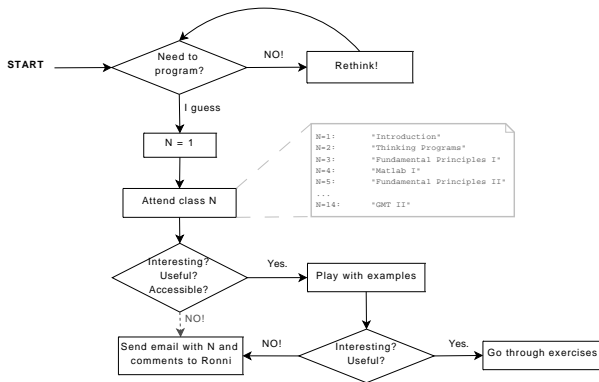 START
Need to
program?
NO!
Rethink!
I guess
N = 1
Attend class N
N=1: "Introduction"
N=2: "Thinking Programs"
N=3: "Fundamental Principles I"
N=4: "Matlab I"
N=5: "Fundamental Principles II"
...
N=14: "GMT II"
Interesting?
Useful?
Accessible?
Yes.
Play with examples
NO!
Send email with N and
comments to Ronni
NO!
Interesting?
Useful?
Yes.
Go through exercises